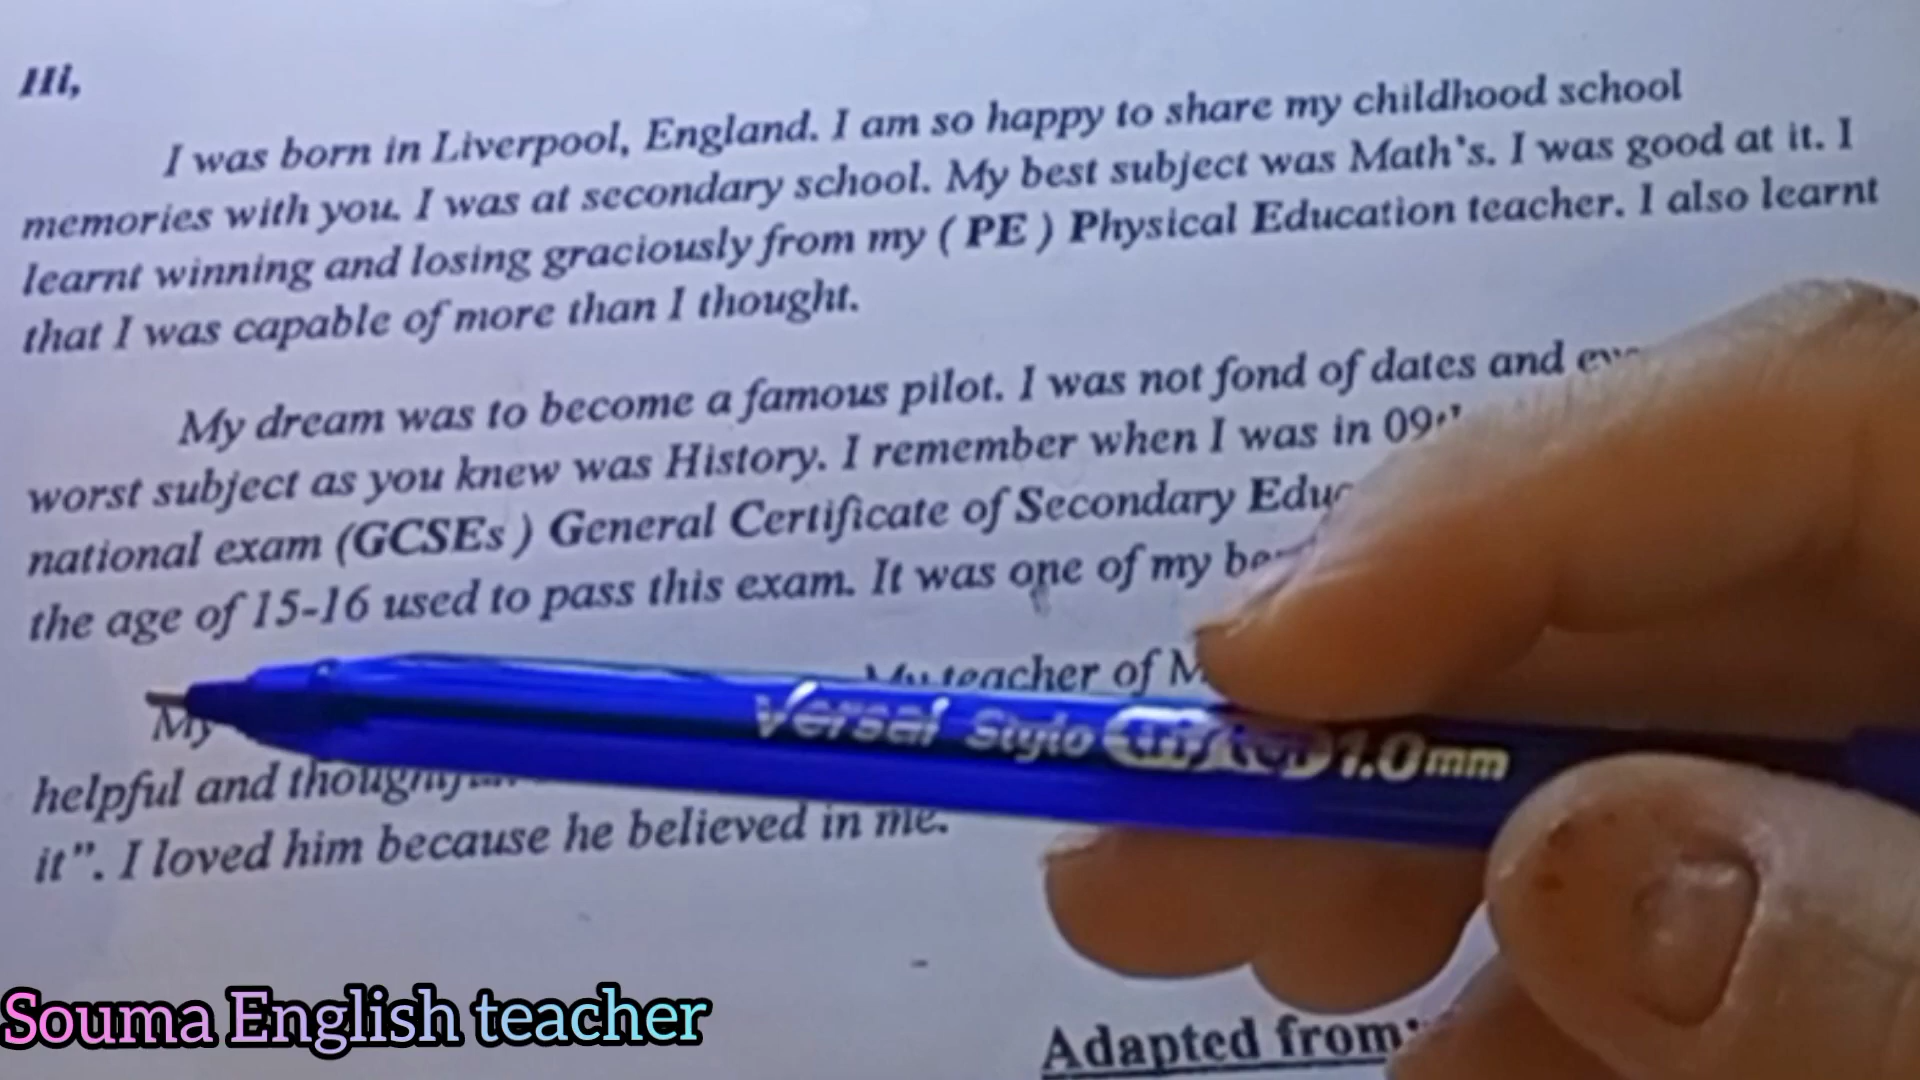 Hi,
I was born in Liverpool, England. I am so happy to share my childhood school
memories with you. I was at secondary school. My best subject was Math's. I was good at it. I
learnt winning and losing graciously from my ( PE ) Physical Education teacher. I also learnt
that I was capable of more than I thought.
My dream was to become a famous pilot. I was not fond of dates and
worst subject as you knew was History. I remember when I was in
national exam (GCSEs ) General Certificate of Secondary
the age of 15-16 used to pass this exam. It was one of my
My teacher of
My
helpful and
it". I loved him because he believed in me.
Versal Stylo 1.0mm
Souma English teacher
Adapted from: